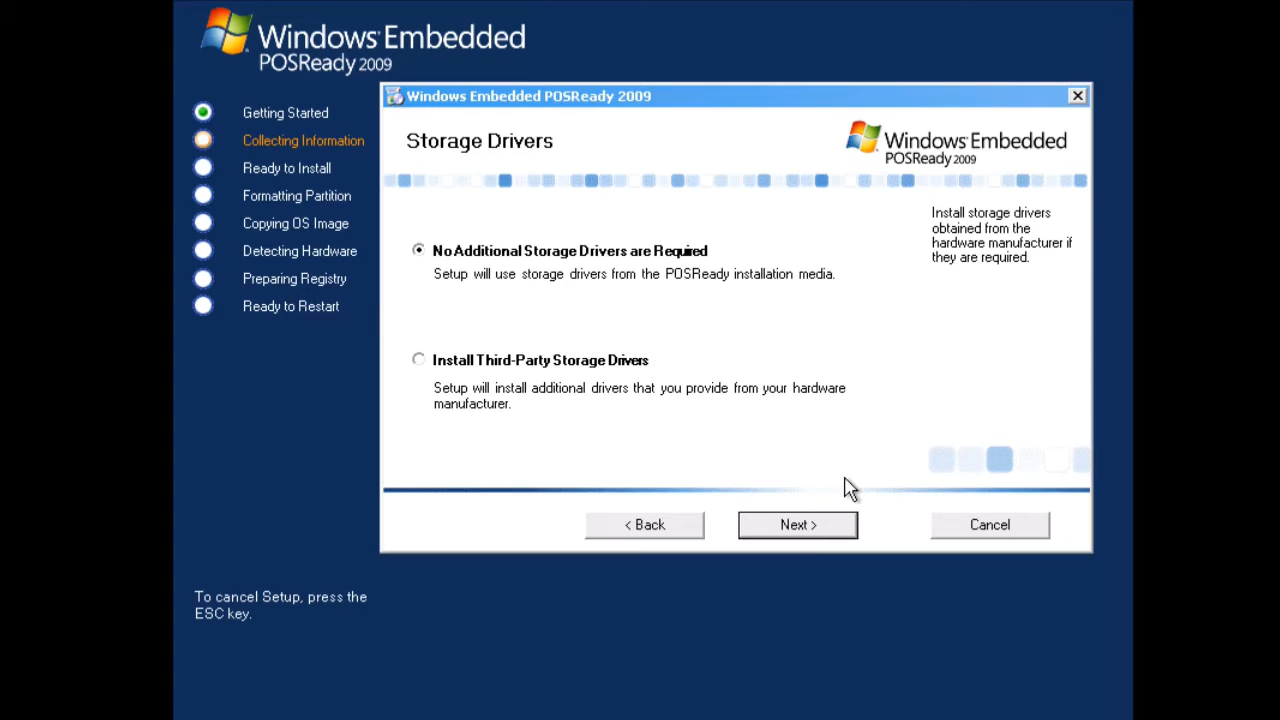 Windows Embedded
POSReady 2009
Getting Started
Collecting Information
Ready to Install
Formatting Partition
Copying OS Image
Detecting Hardware
Preparing Registry
Ready to Restart
To cancel Setup, press the
ESC key.
Windows Embedded POSReady 2009
Storage Drivers
Windows Embedded
POSReady 2009
No Additional Storage Drivers are Required
Setup will use storage drivers from the POSReady installation media.
Install Third-Party Storage Drivers
Setup will install additional drivers that you provide from your hardware
manufacturer.
Install storage drivers
obtained from the
hardware manufacturer if
they are required.
< Back
Next >
Cancel